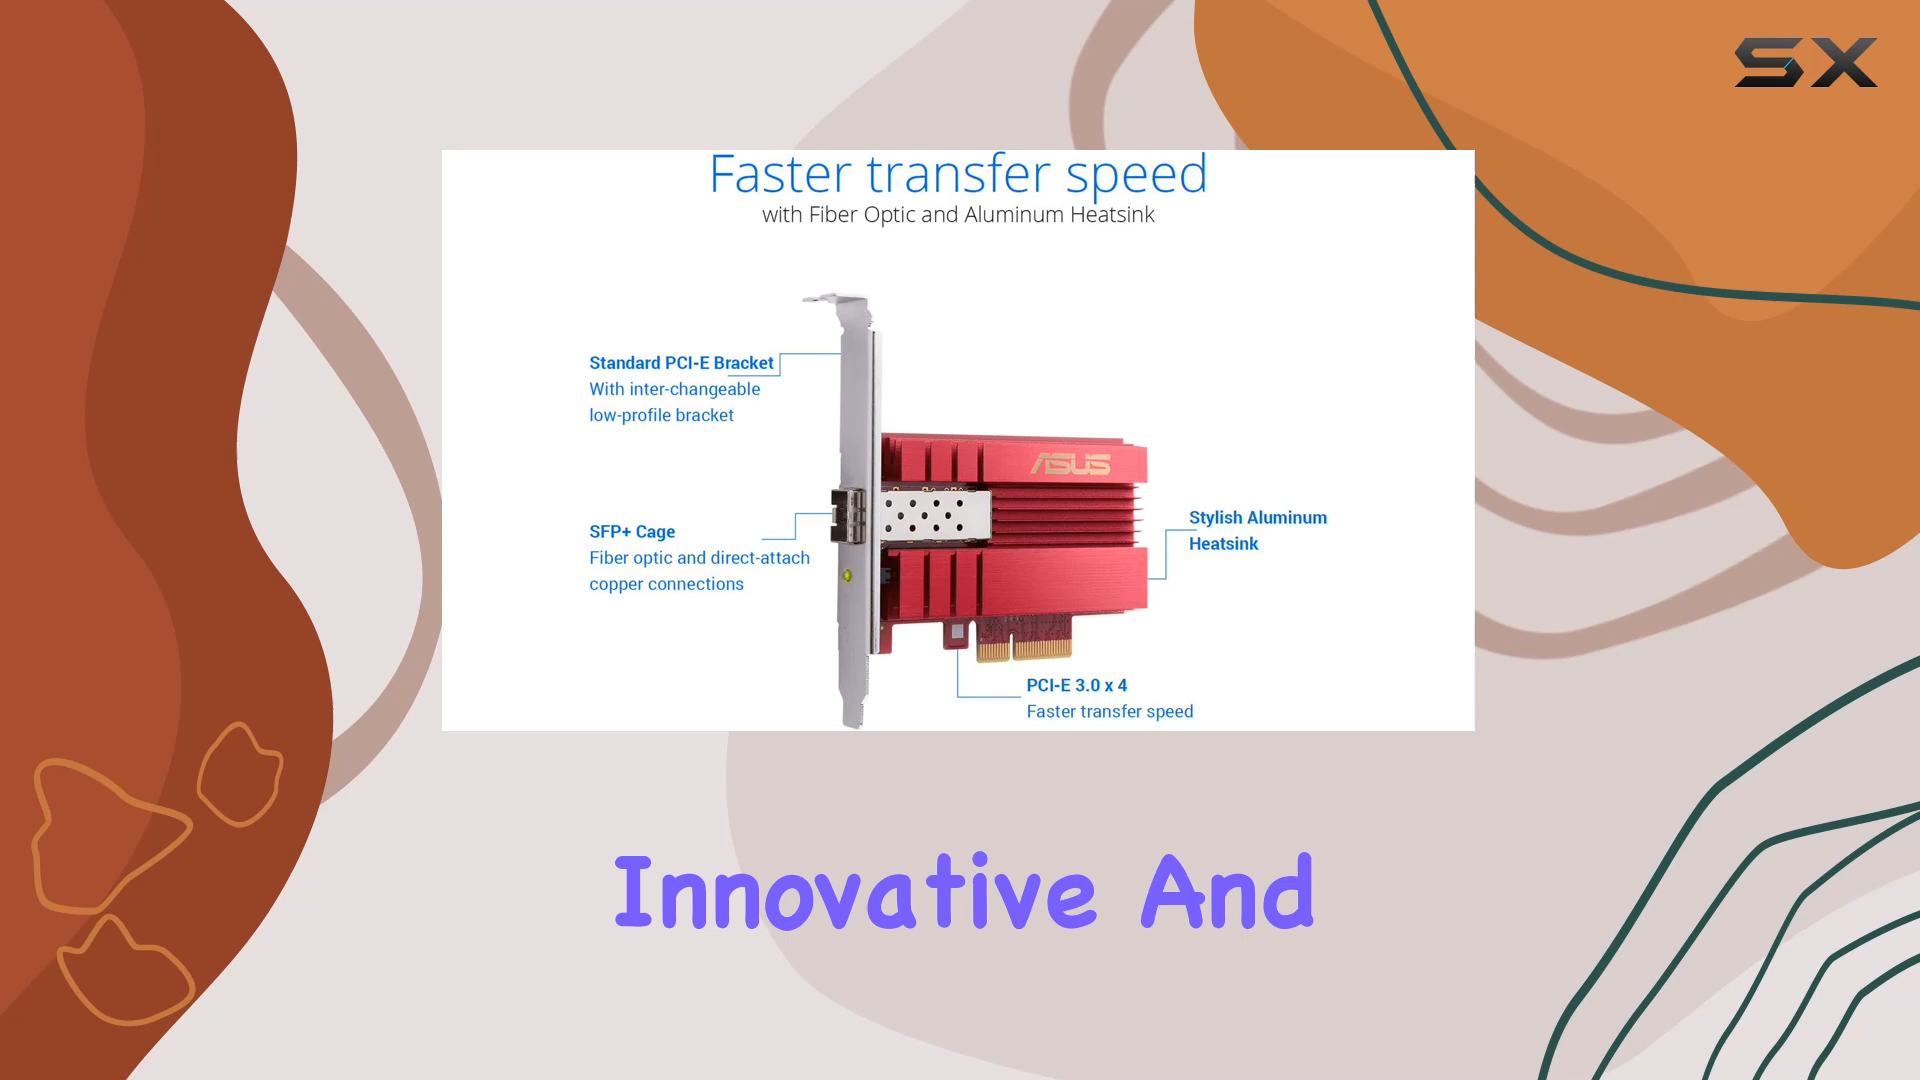 SX
Faster transfer speed
with Fiber Optic and Aluminum Heatsink
Standard PCI-E Bracket
With inter-changeable
low-profile bracket
ASUS
SFP+ Cage
Fiber optic and direct-attach
copper connections
Stylish Aluminum
Heatsink
PCI-E 3.0 x 4
Faster transfer speed
Innovative And